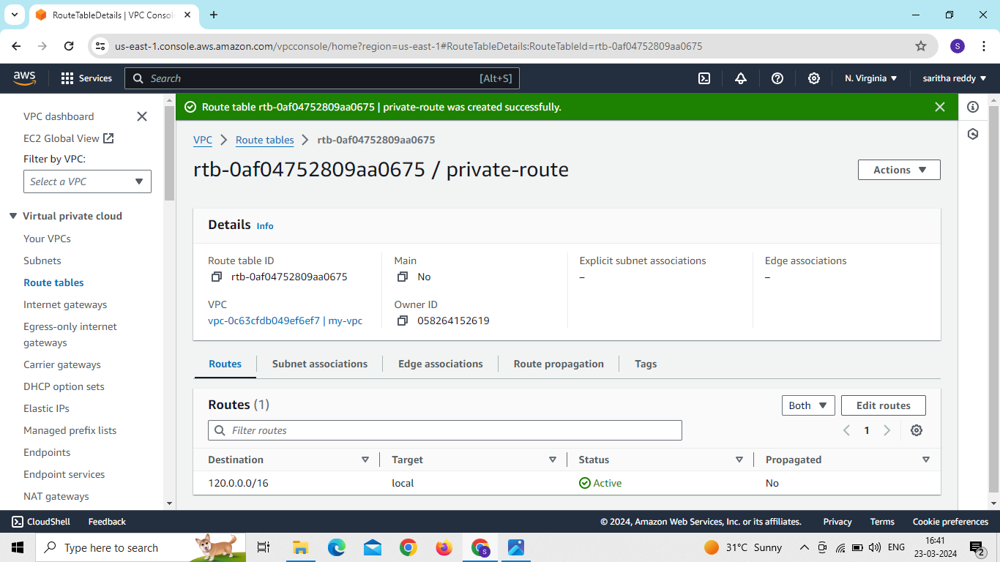 RouteTableDetails | VPC Conso
us-east-1.console.aws.amazon.com/vpcconsole/home?region=us-east-1#RouteTableDetails:RouteTableId=rtb-0af04752809aa0675
S
aws
Services
Search
[Alt+S]
N. Virginia
saritha reddy
VPC dashboard
EC2 Global View
Filter by VPC:
Select a VPC
Virtual private cloud
Your VPCs
Subnets
Route tables
Internet gateways
Egress-only internet
gateways
Carrier gateways
DHCP option sets
Elastic IPs
Managed prefix lists
Endpoints
Endpoint services
NAT gateways
Route table rtb-0af04752809aa0675 | private-route was created successfully.
VPC > Route tables > rtb-0af04752809aa0675
rtb-0af04752809aa0675 / private-route
Actions
Details Info
Route table ID
rtb-0af04752809aa0675
Main
No
Explicit subnet associations
–
Edge associations
–
VPC
vpc-0c63cfdb049ef6ef7 | my-vpc
Owner ID
058264152619
Routes
Subnet associations
Edge associations
Route propagation
Tags
Routes (1)
Both
Edit routes
Filter routes
1
Destination Target Status Propagated
120.0.0.0/16 local Active No
CloudShell Feedback
© 2024, Amazon Web Services, Inc. or its affiliates. Privacy Terms Cookie preferences
Type here to search
S
31°C Sunny
ENG
16:41
23-03-2024
2